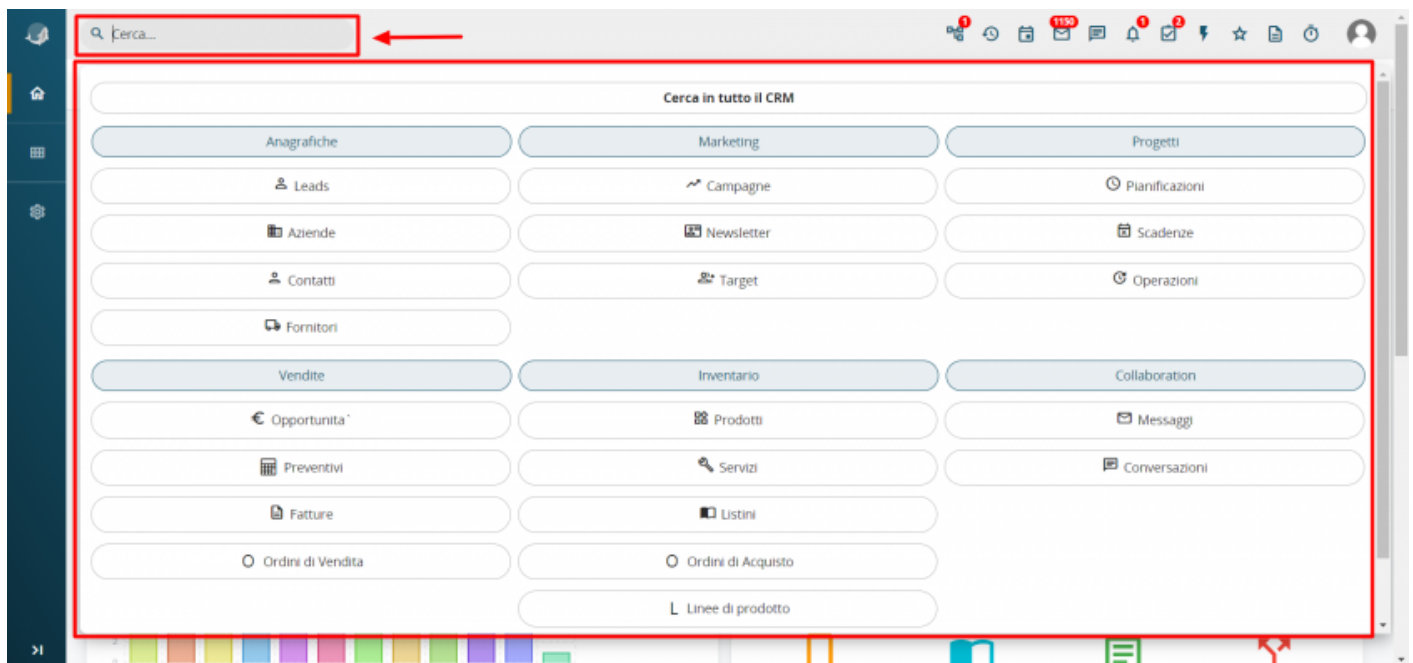 Cerca...
1
1150
1
2
Cerca in tutto il CRM
Anagrafiche Marketing Progetti
Leads Campagne Pianificazioni
Aziende Newsletter Scadenze
Contatti Target Operazioni
Fornitori
Vendite Inventario Collaboration
Opportunita` Prodotti Messaggi
Preventivi Servizi Conversazioni
Fatture Listini
O Ordini di Vendita O Ordini di Acquisto
L Linee di prodotto
2